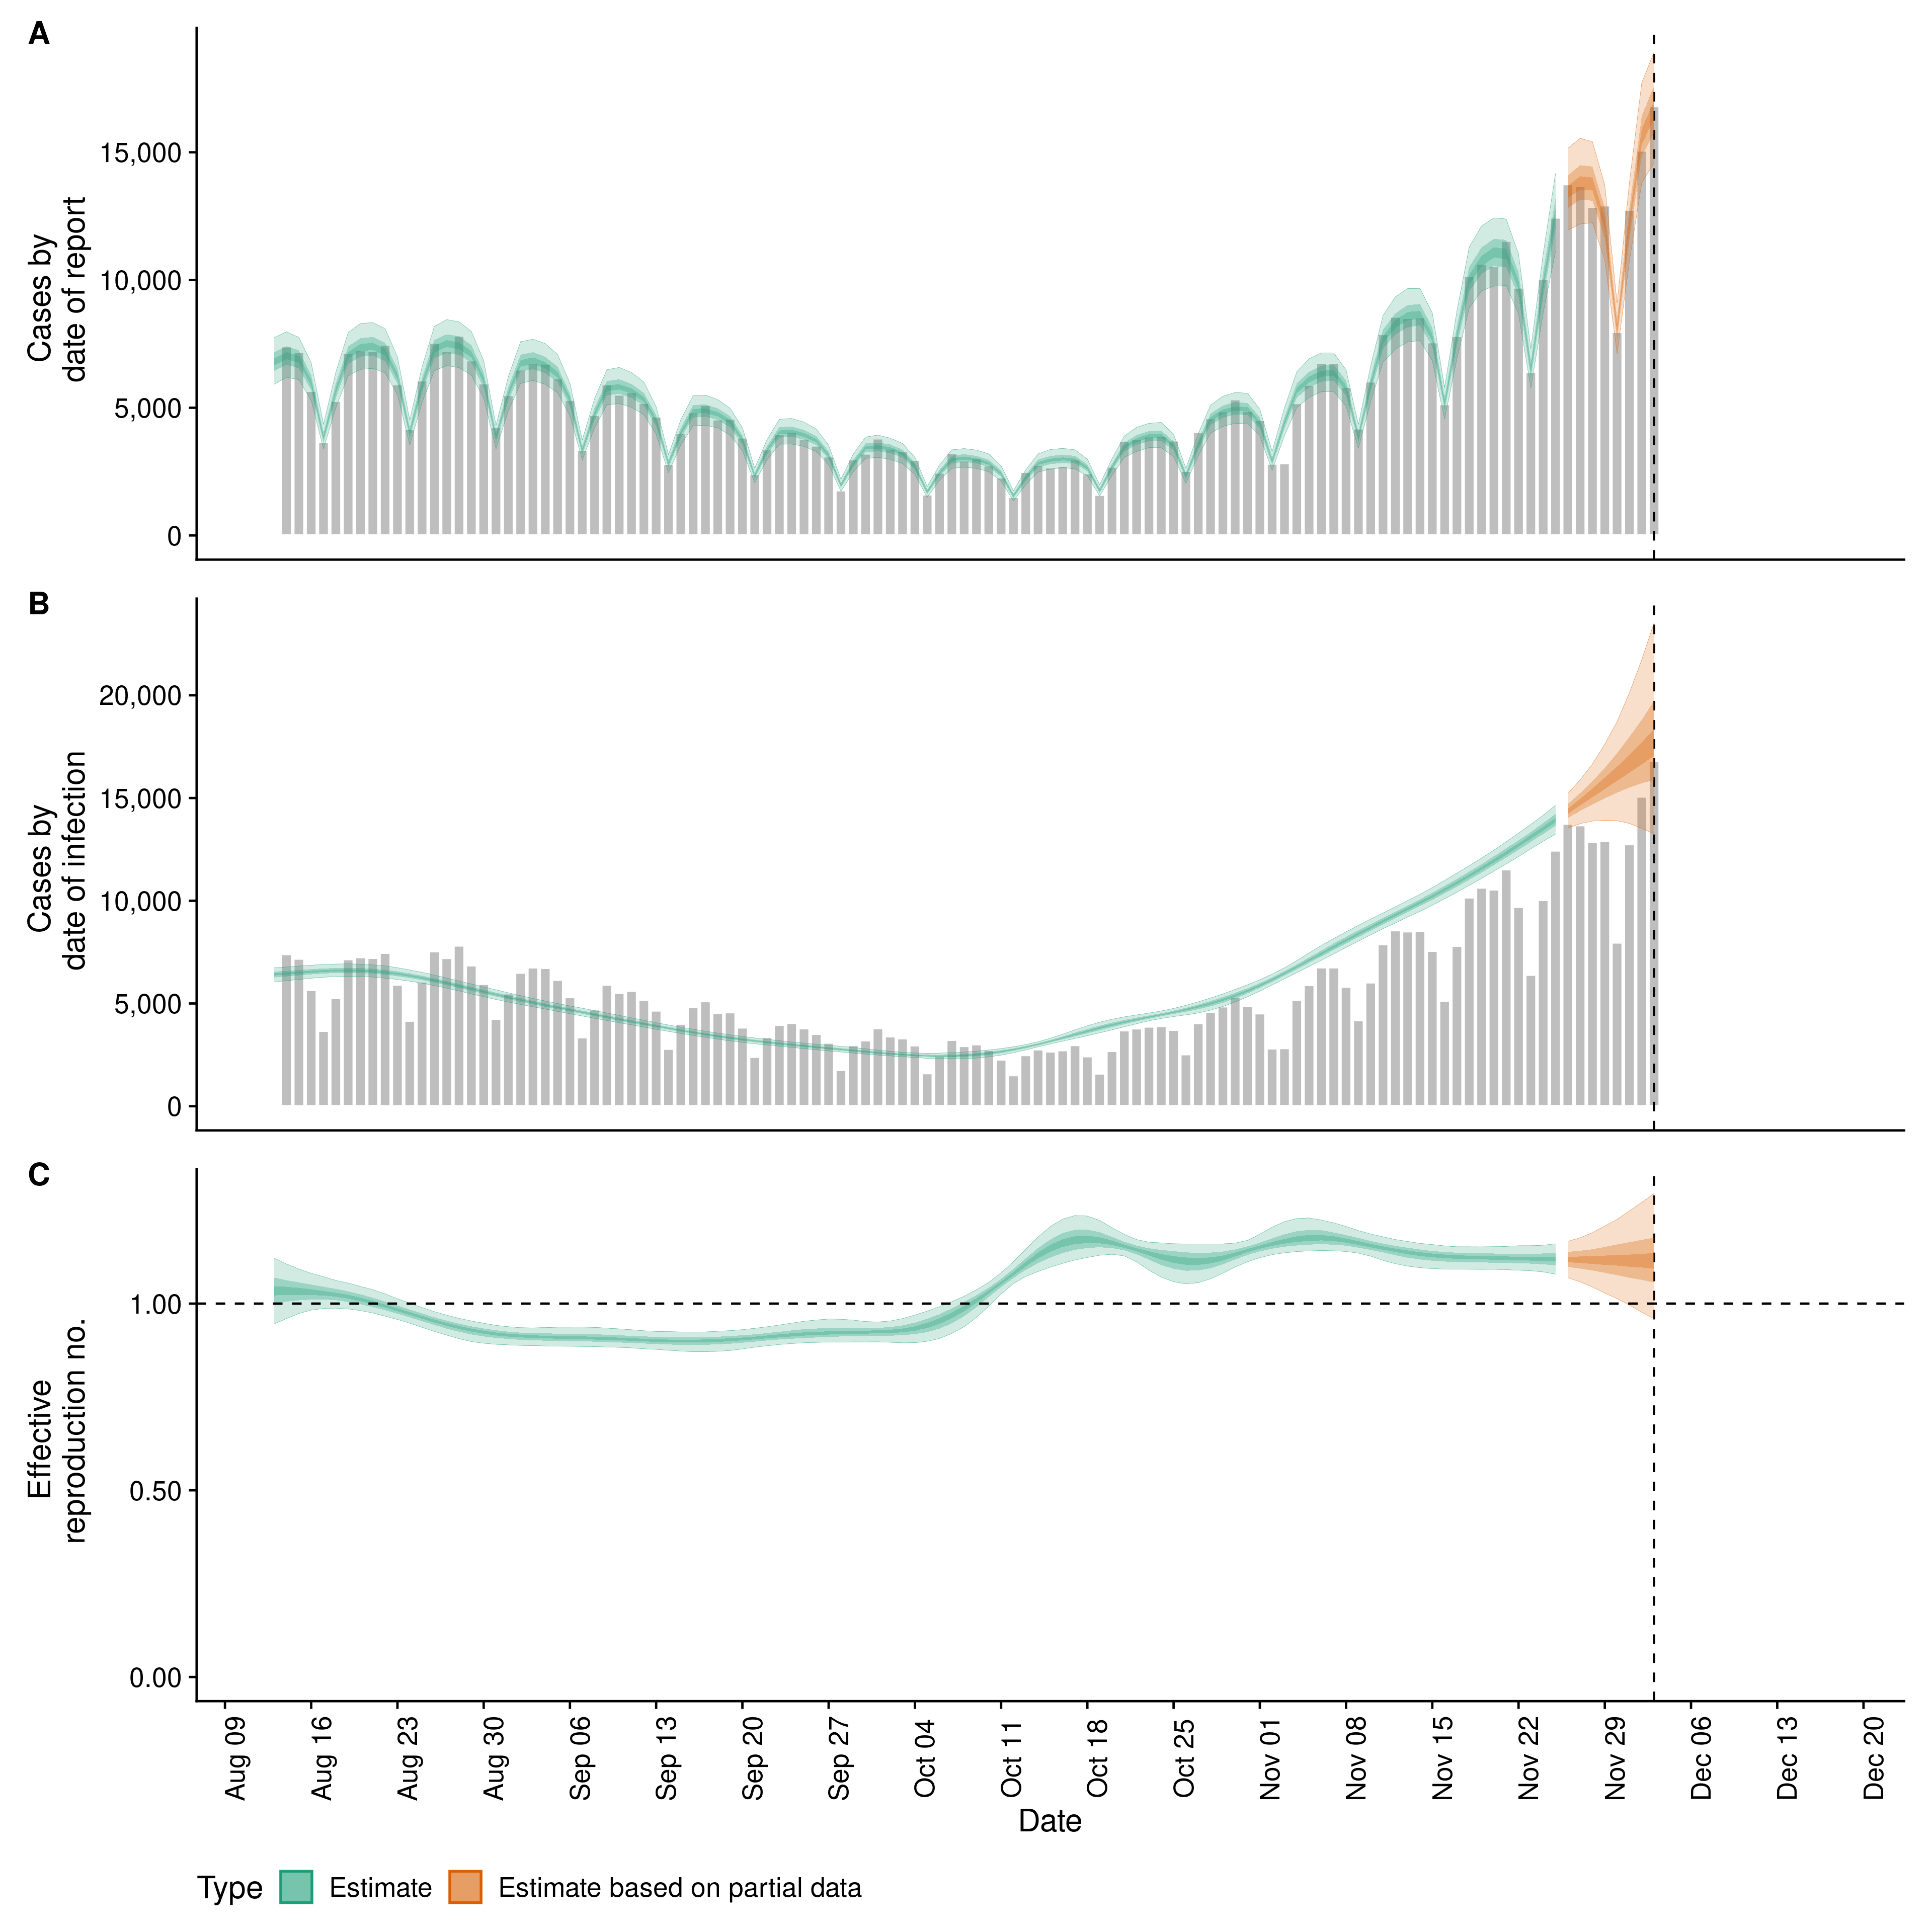 A
Cases by
date of report
15,000
10,000
5,000
0
B
Cases by
date of infection
20,000
15,000
10,000
5,000
0
C
Effective
reproduction no.
1.00
0.50
0.00
Aug 09
Aug 16
Aug 23
Aug 30
Sep 06
Sep 13
Sep 20
Sep 27
Oct 04
Oct 11
Oct 18
Oct 25
Nov 01
Nov 08
Nov 15
Nov 22
Nov 29
Dec 06
Dec 13
Dec 20
Date
Type Estimate Estimate based on partial data